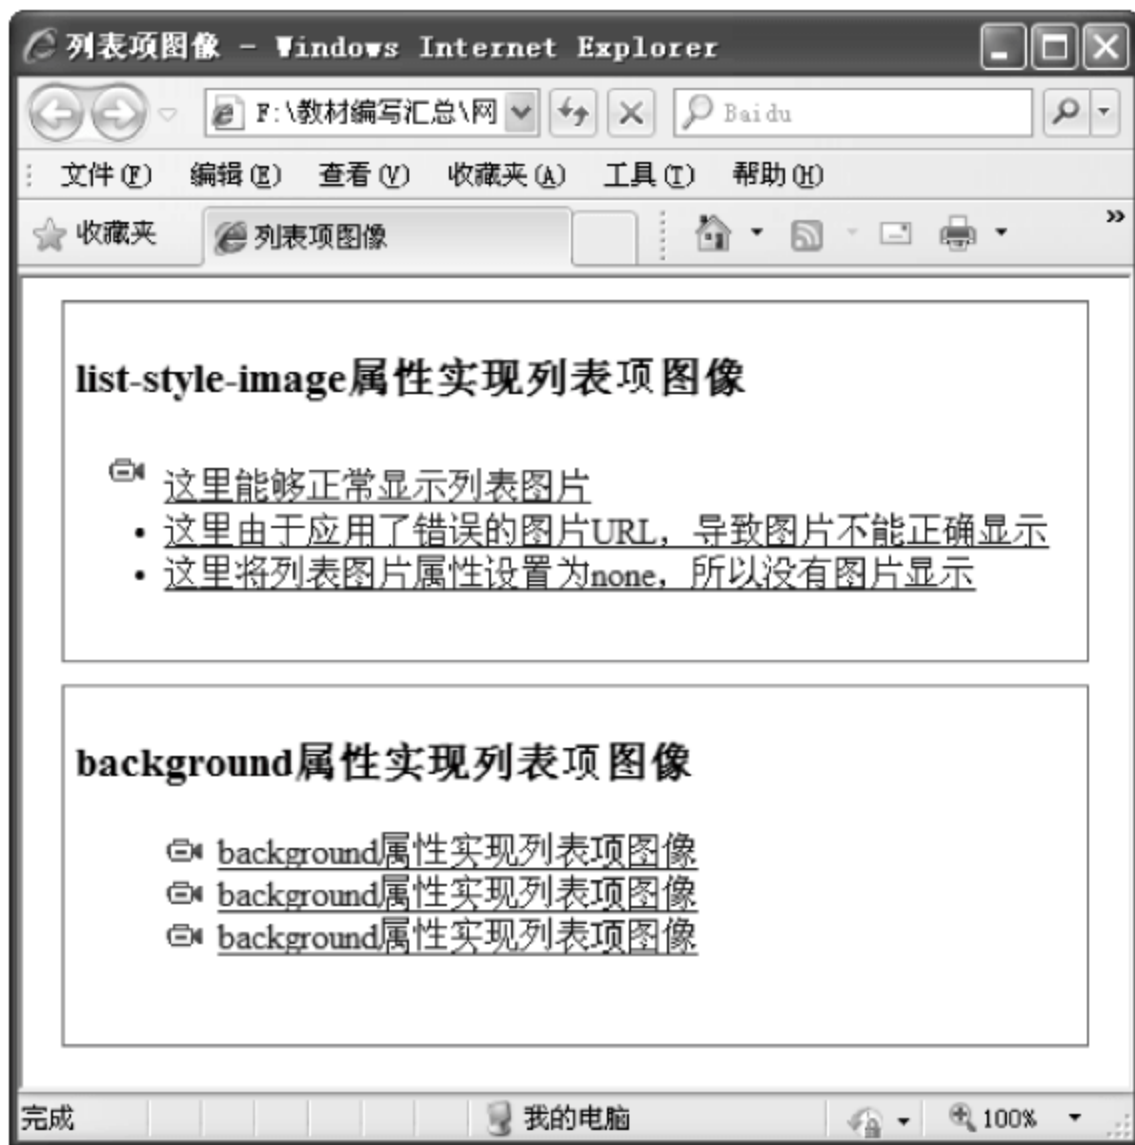 列表项图像 - Windows Internet Explorer
F:\教材编写汇总\网
Baidu
文件(F) 编辑(E) 查看(V) 收藏夹(A) 工具(T) 帮助(H)
收藏夹 列表项图像 »
list-style-image属性实现列表项图像
这里能够正常显示列表图片
• 这里由于应用了错误的图片URL，导致图片不能正确显示
• 这里将列表图片属性设置为none，所以没有图片显示
background属性实现列表项图像
background属性实现列表项图像
background属性实现列表项图像
background属性实现列表项图像
完成 我的电脑 100%